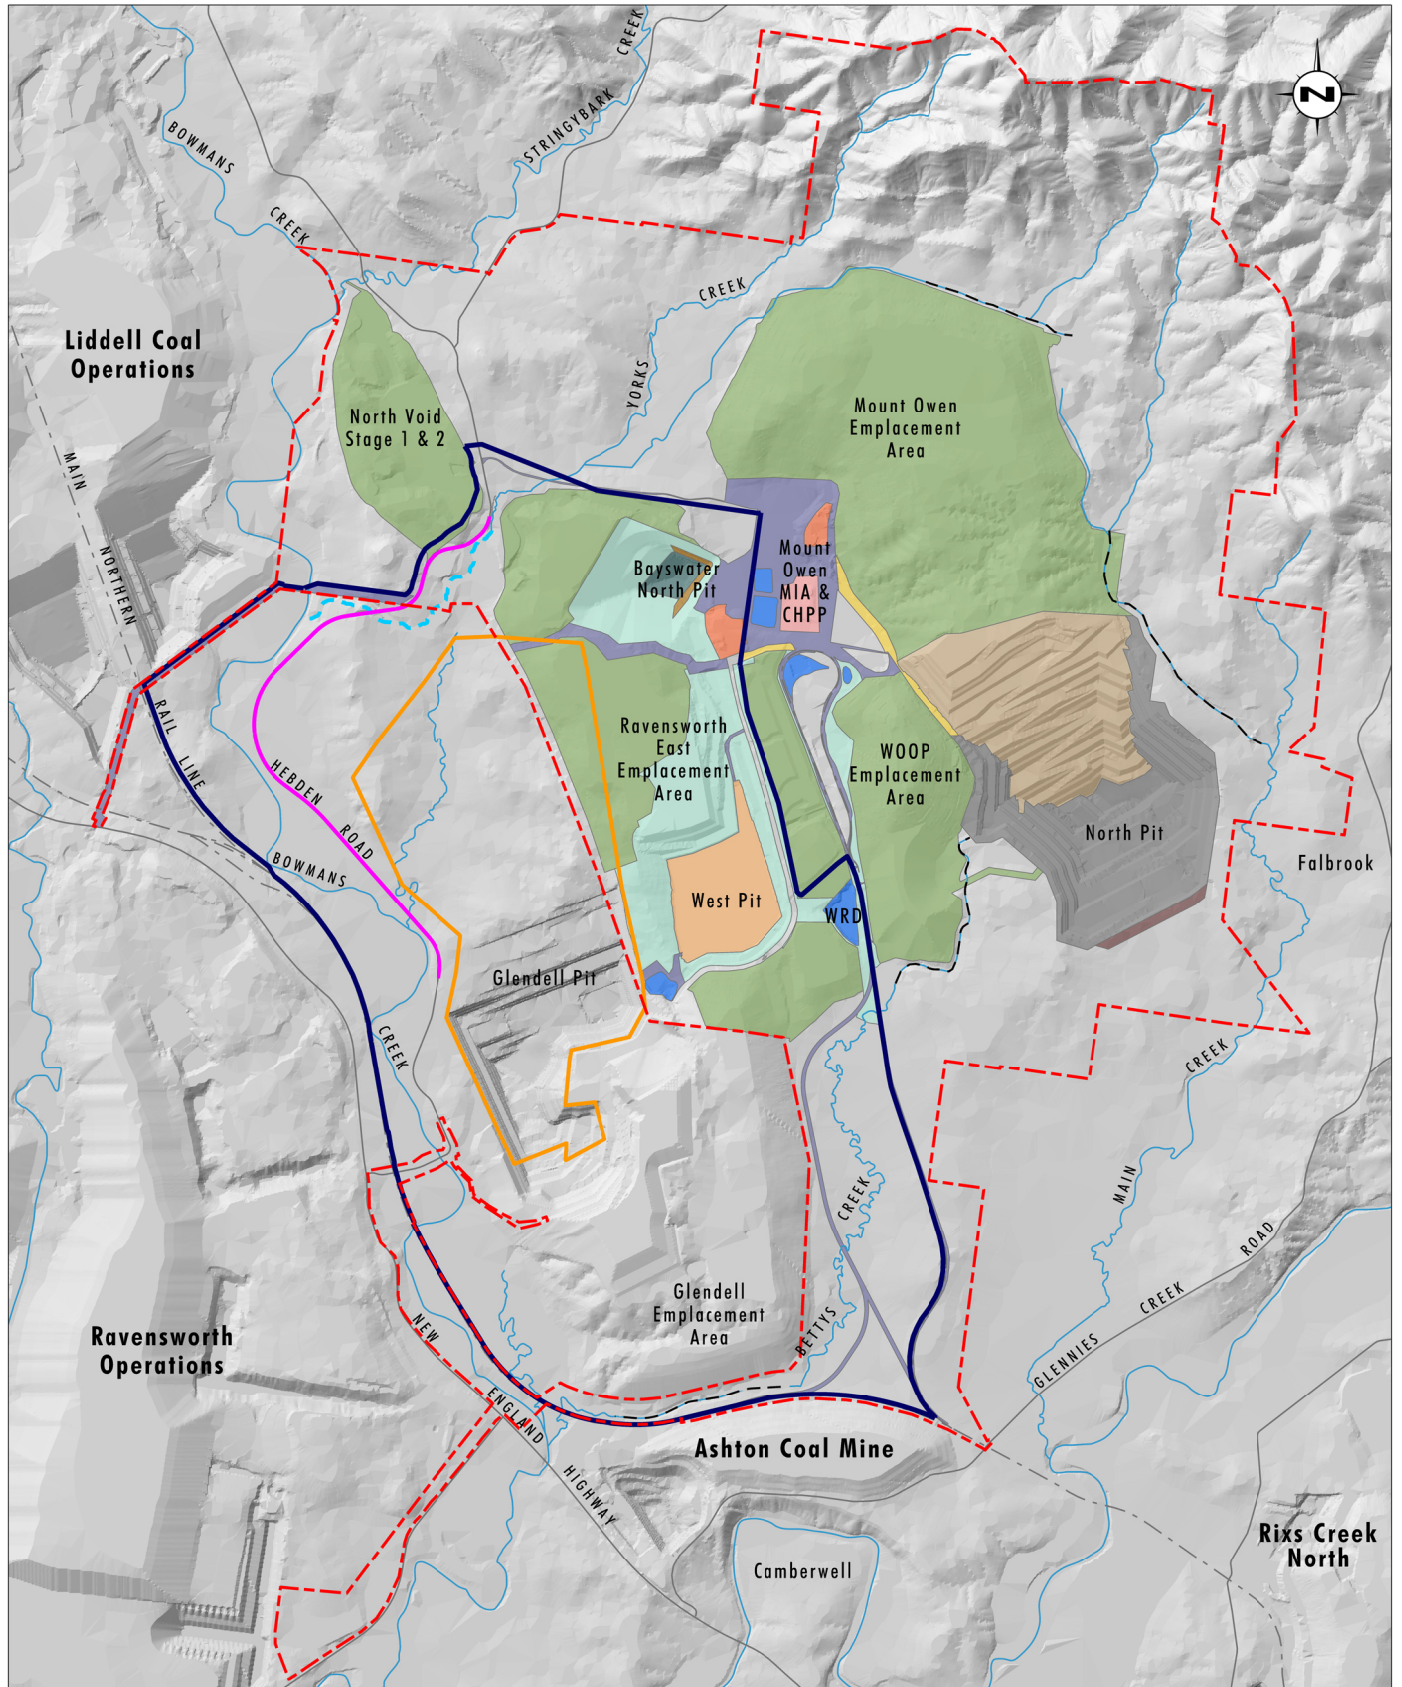 CREEK
STRINGYBARK
BOWMANS
CREEK
N
CREEK
YORKS
Liddell Coal
Operations
North Void
Stage 1 & 2
Mount Owen
Emplacement
Area
MAIN
NORTHERN
RAIL
LINE
Bayswater
North Pit
Mount
Owen
MIA &
CHPP
Ravensworth
East
Emplacement
Area
WOOP
Emplacement
Area
HEBDEN
ROAD
BOWMANS
CREEK
North Pit
Falbrook
West Pit
WRD
Glendell Pit
CREEK
MAIN
CREEK
BETTYS
Glendell
Emplacement
Area
ROAD
CREEK
GLENNIES
Ravensworth
Operations
NEW
ENGLAND
HIGHWAY
Ashton Coal Mine
Camberwell
Rixs Creek
North